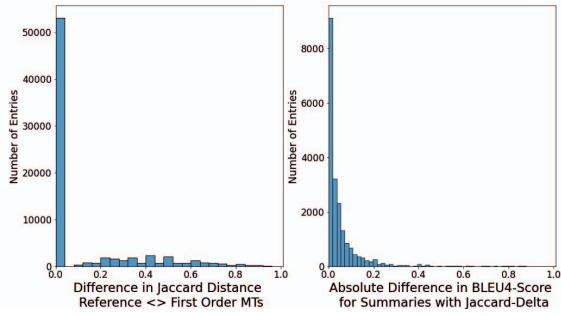 Number of Entries
50000
40000
30000
20000
10000
0
0.0 0.2 0.4 0.6 0.8 1.0
Difference in Jaccard Distance
Reference <> First Order MTs
Number of Entries
8000
6000
4000
2000
0
0.0 0.2 0.4 0.6 0.8 1.0
Absolute Difference in BLEU4-Score
for Summaries with Jaccard-Delta